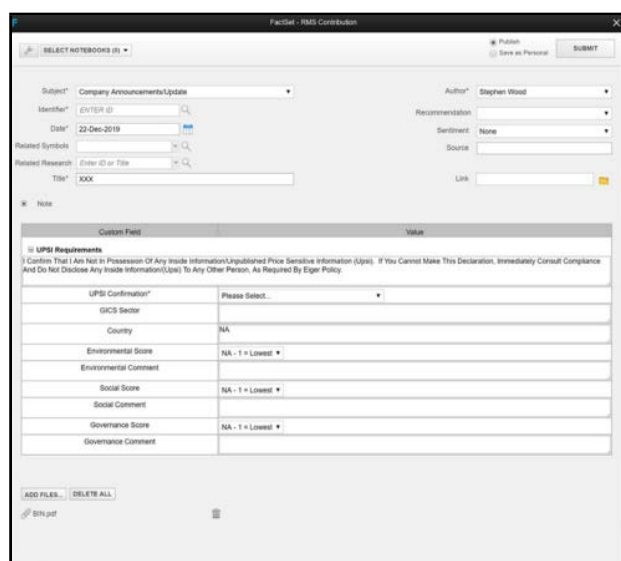 F FactSet - RMS Contribution X
SELECT NOTEBOOKS (0) ▾
Publish
Save as Personal
SUBMIT
Subject* Company Announcements/Update
Author* Stephen Wood
Identifier* ENTER ID
Recommendation
Date* 22-Dec-2019
Sentiment None
Related Symbols
Source
Related Research Enter ID or Title
Title* XXX
Link
Note
Custom Field Value
UPSI Requirements
I Confirm That I Am Not In Possession Of Any Inside Information/Unpublished Price Sensitive Information (Upsi). If You Cannot Make This Declaration, Immediately Consult Compliance
And Do Not Disclose Any Inside Information/(Upsi) To Any Other Person, As Required By Eiger Policy.
UPSI Confirmation* Please Select...
GICS Sector
Country NA
Environmental Score NA - 1 = Lowest
Environmental Comment
Social Score NA - 1 = Lowest
Social Comment
Governance Score NA - 1 = Lowest
Governance Comment
ADD FILES... DELETE ALL
BIN.pdf